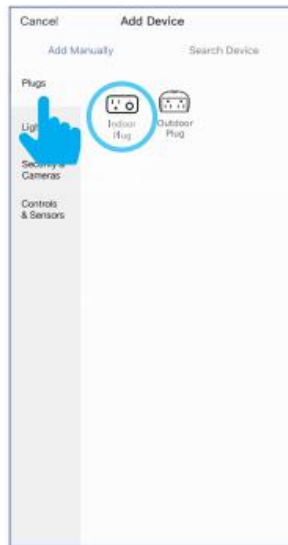 Cancel Add Device
Add Manually Search Device
Plugs
Indoor
Plug
Outdoor
Plug
Security &
Cameras
Controls
& Sensors